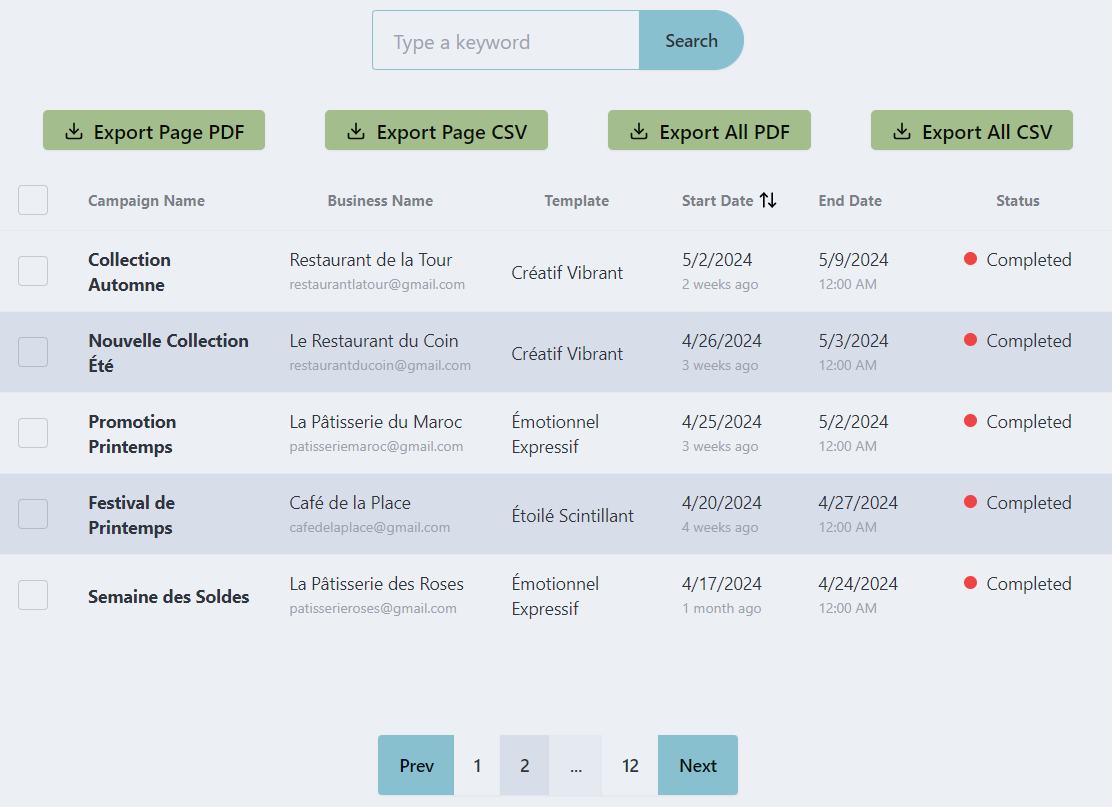 Type a keyword
Search
Export Page PDF
Export Page CSV
Export All PDF
Export All CSV
Campaign Name
Business Name
Template
Start Date
End Date
Status
Collection
Automne
Restaurant de la Tour
restaurantlatour@gmail.com
Créatif Vibrant
5/2/2024
2 weeks ago
5/9/2024
12:00 AM
Completed
Nouvelle Collection
Été
Le Restaurant du Coin
restaurantducoin@gmail.com
Créatif Vibrant
4/26/2024
3 weeks ago
5/3/2024
12:00 AM
Completed
Promotion
Printemps
La Pâtisserie du Maroc
patisseriemaroc@gmail.com
Émotionnel
Expressif
4/25/2024
3 weeks ago
5/2/2024
12:00 AM
Completed
Festival de
Printemps
Café de la Place
cafedelaplace@gmail.com
Étoilé Scintillant
4/20/2024
4 weeks ago
4/27/2024
12:00 AM
Completed
Semaine des Soldes
La Pâtisserie des Roses
patisserieroses@gmail.com
Émotionnel
Expressif
4/17/2024
1 month ago
4/24/2024
12:00 AM
Completed
Prev
1
2
...
12
Next